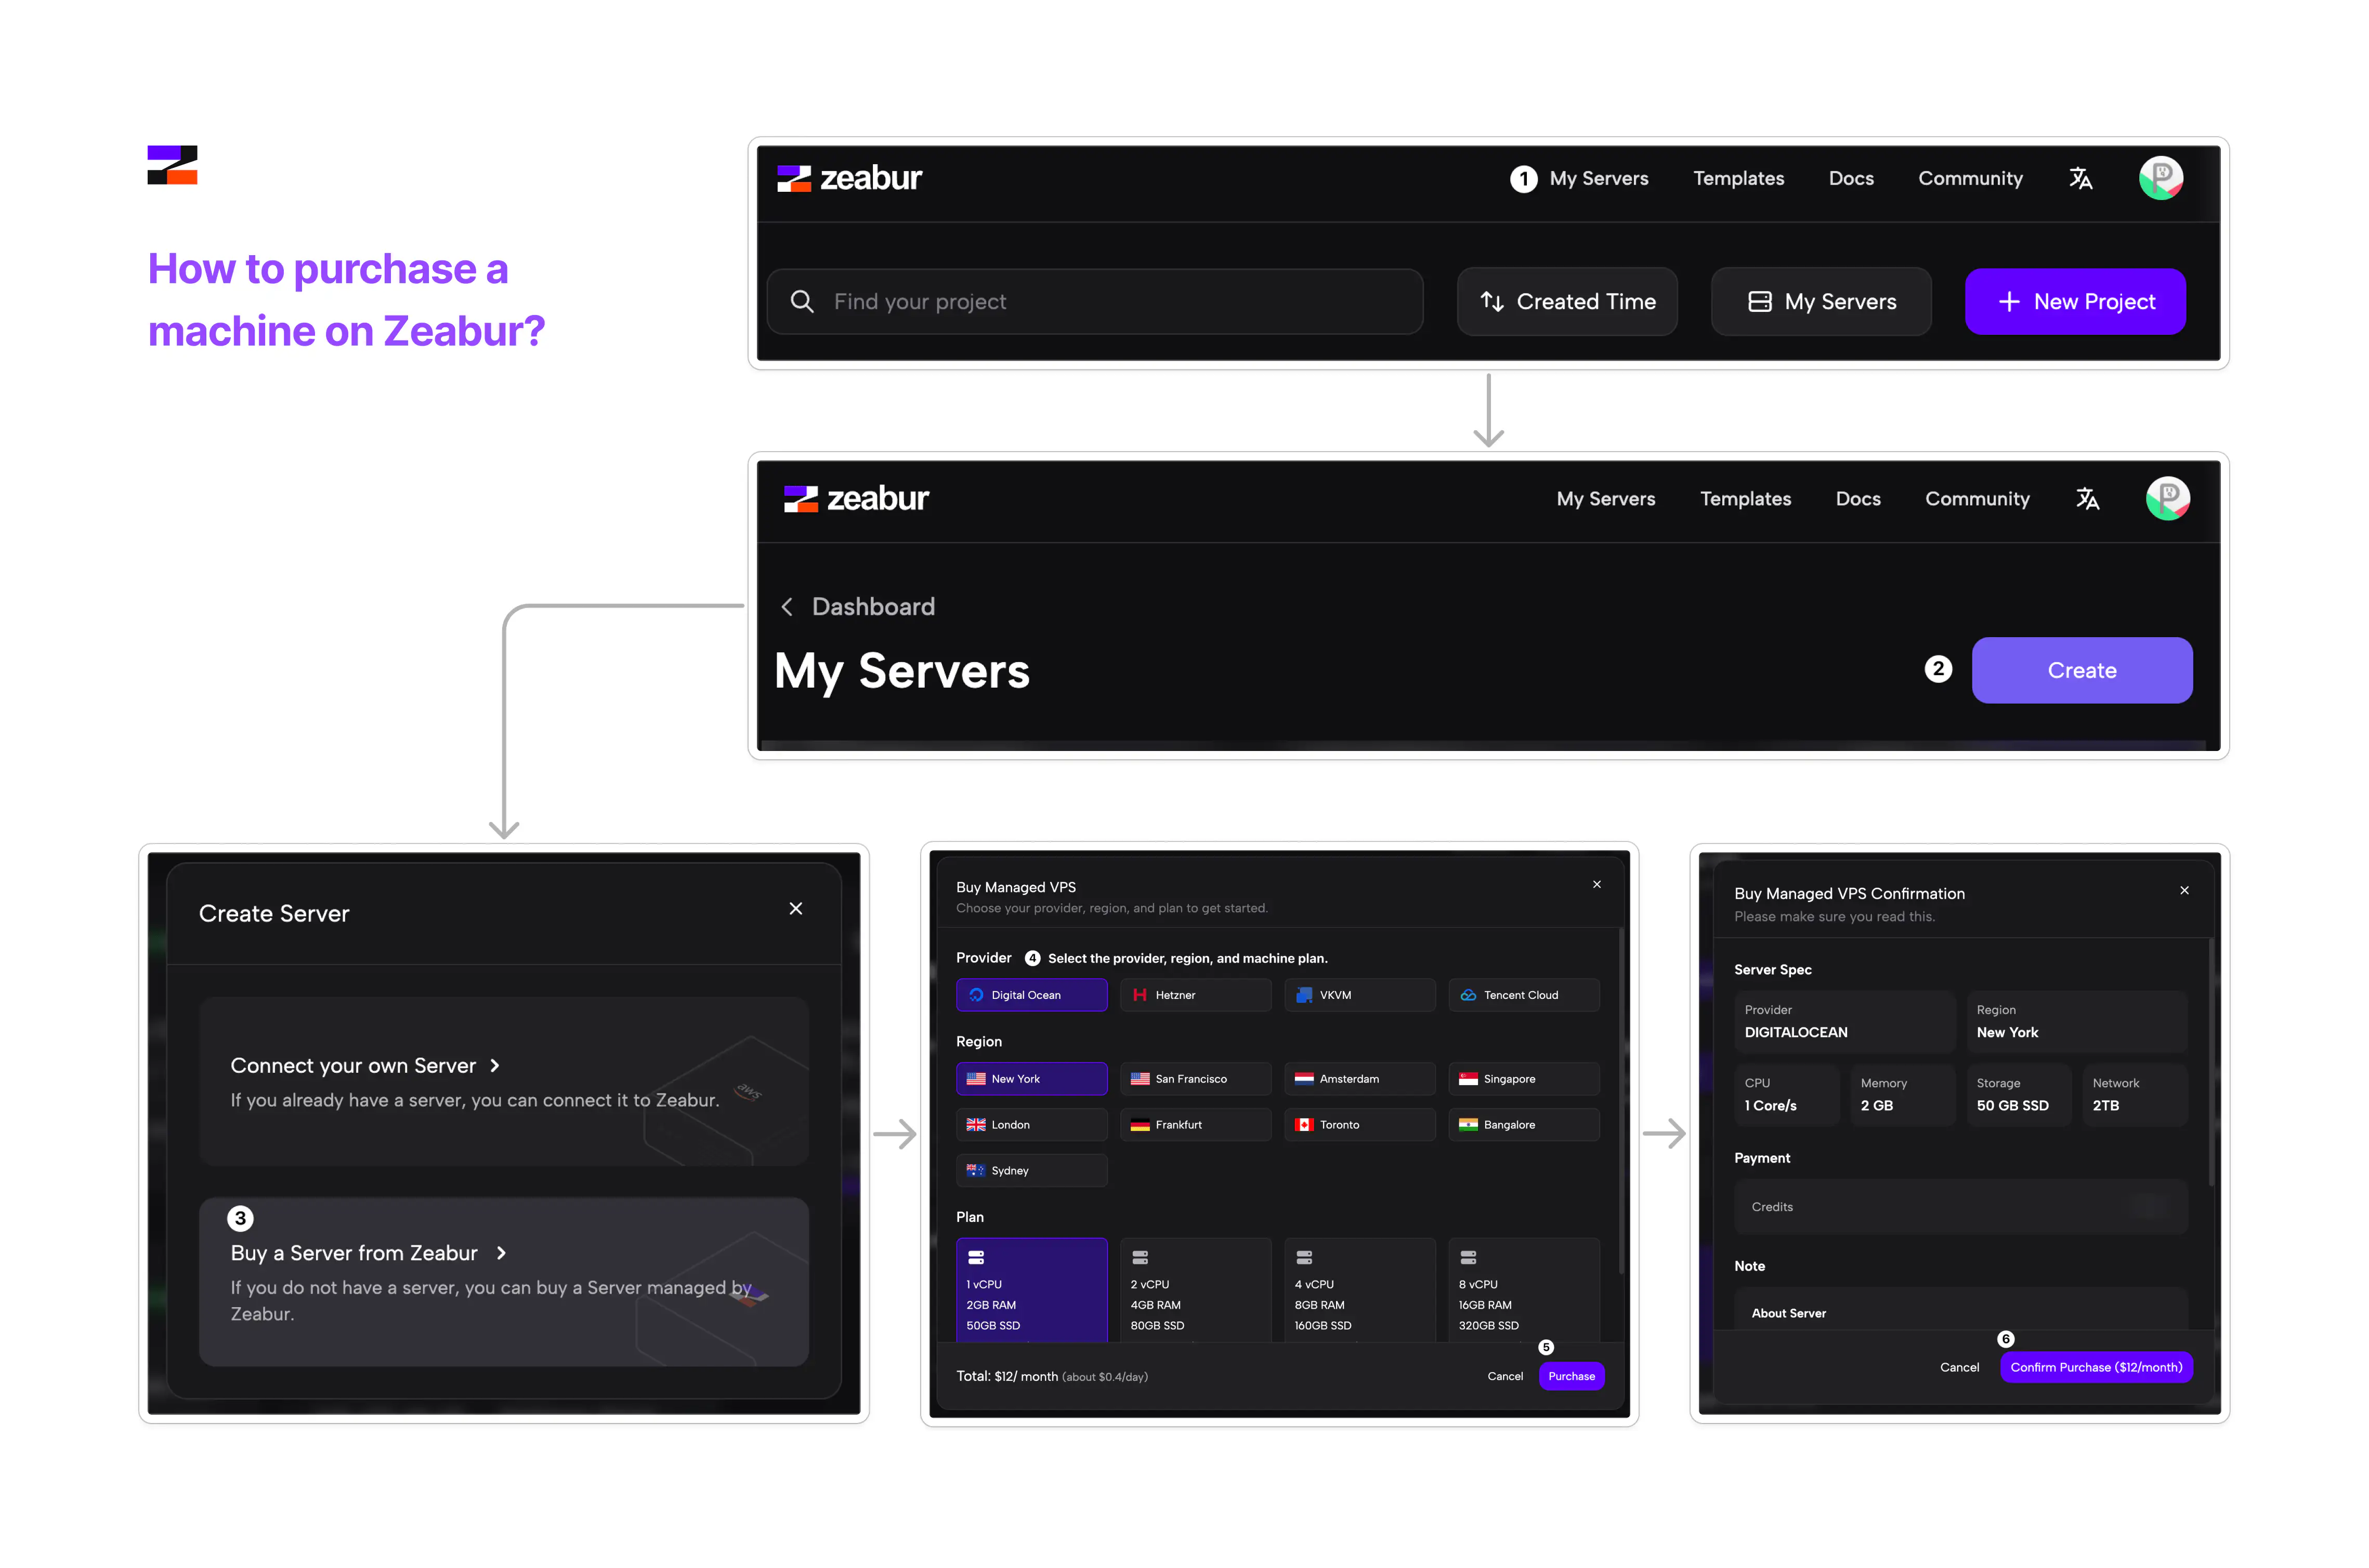 How to purchase a
machine on Zeabur?
zeabur
1 My Servers Templates Docs Community
Find your project
Created Time
My Servers
+ New Project
zeabur
My Servers Templates Docs Community
Dashboard
My Servers
2 Create
Create Server
Connect your own Server
If you already have a server, you can connect it to Zeabur.
aws
3
Buy a Server from Zeabur
If you do not have a server, you can buy a Server managed by
Zeabur.
Buy Managed VPS
Choose your provider, region, and plan to get started.
Provider 4 Select the provider, region, and machine plan.
Digital Ocean Hetzner VKVM Tencent Cloud
Region
New York San Francisco Amsterdam Singapore
London Frankfurt Toronto Bangalore
Sydney
Plan
1 vCPU 2 vCPU 4 vCPU 8 vCPU
2GB RAM 4GB RAM 8GB RAM 16GB RAM
50GB SSD 80GB SSD 160GB SSD 320GB SSD
5
Total: $12/ month (about $0.4/day) Cancel Purchase
Buy Managed VPS Confirmation
Please make sure you read this.
Server Spec
Provider Region
DIGITALOCEAN New York
CPU Memory Storage Network
1 Core/s 2 GB 50 GB SSD 2TB
Payment
Credits
Note
About Server
6
Cancel Confirm Purchase ($12/month)